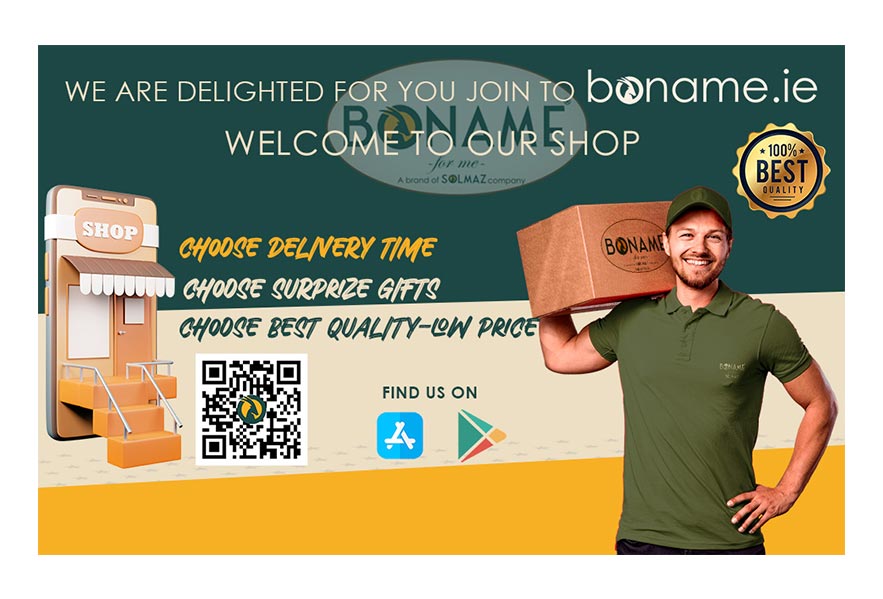 WE ARE DELIGHTED FOR YOU JOIN TO boname.ie
BONAME
WELCOME TO OUR SHOP
-for me-
A brand of SOLMAZ company
100%
BEST
QUALITY
SHOP
BONAME
CHOOSE DELIVERY TIME
CHOOSE SURPRIZE GIFTS
CHOOSE BEST QUALITY-LOW PRICE
BONAME
FIND US ON